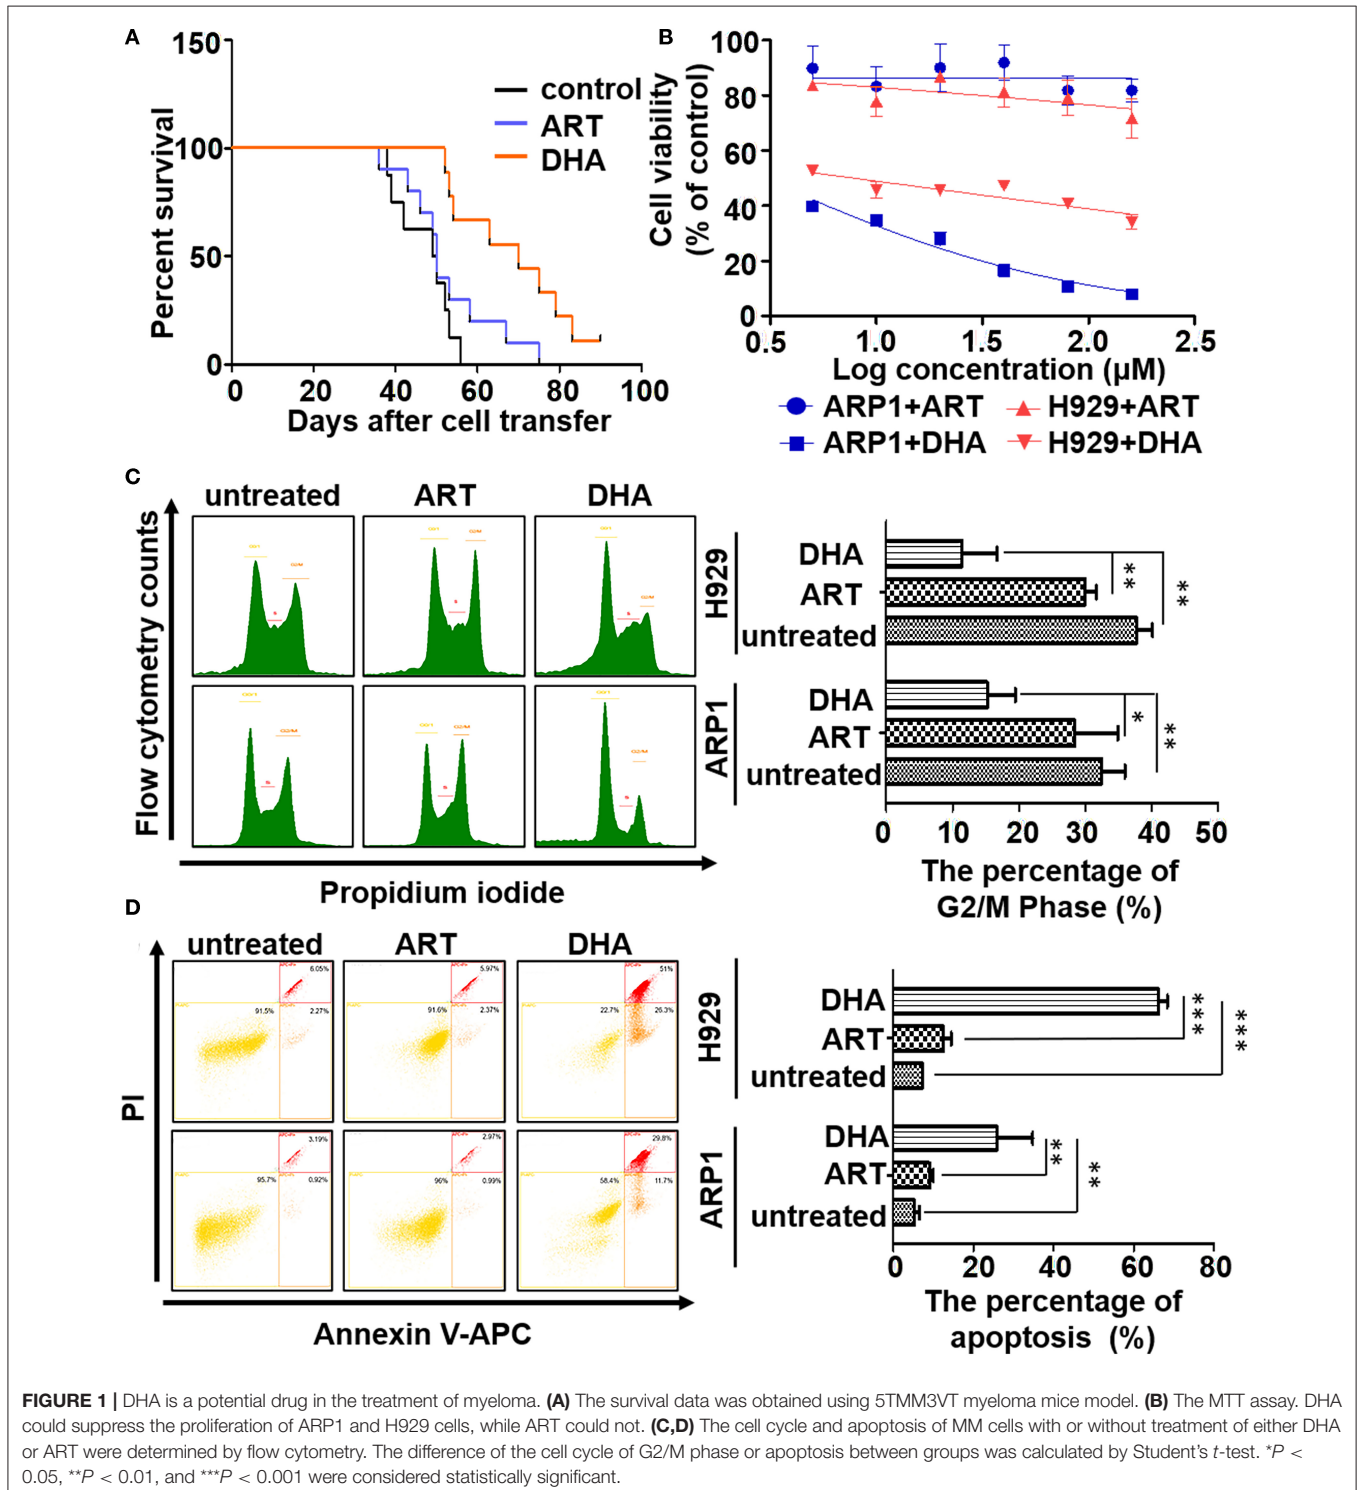 A
150
100
50
0
Percent survival
control
ART
DHA
0 20 40 60 80 100
Days after cell transfer
B
100
80
60
40
20
0
Cell viability
(% of control)
0.5 1.0 1.5 2.0 2.5
Log concentration (µM)
ARP1+ART H929+ART
ARP1+DHA H929+DHA
C
untreated ART DHA
Flow cytometry counts
G2/M
S
G2/M
S
G2/M
S
G2/M
S
G2/M
S
G2/M
S
Propidium iodide
H929
ARP1
DHA
ART
untreated
**
**
DHA
ART
untreated
*
**
0 10 20 30 40 50
The percentage of
G2/M Phase (%)
D
untreated ART DHA
PI
6.05%
91.5% 2.27%
5.97%
91.6% 2.37%
51%
22.7% 26.3%
3.19%
95.7% 0.92%
2.97%
96% 0.99%
29.8%
58.4% 11.7%
Annexin V-APC
H929
ARP1
DHA
ART
untreated
***
***
DHA
ART
untreated
**
**
0 20 40 60 80
The percentage of
apoptosis (%)
FIGURE 1 | DHA is a potential drug in the treatment of myeloma. (A) The survival data was obtained using 5TMM3VT myeloma mice model. (B) The MTT assay. DHA
could suppress the proliferation of ARP1 and H929 cells, while ART could not. (C,D) The cell cycle and apoptosis of MM cells with or without treatment of either DHA
or ART were determined by flow cytometry. The difference of the cell cycle of G2/M phase or apoptosis between groups was calculated by Student's t-test. *P <
0.05, **P < 0.01, and ***P < 0.001 were considered statistically significant.